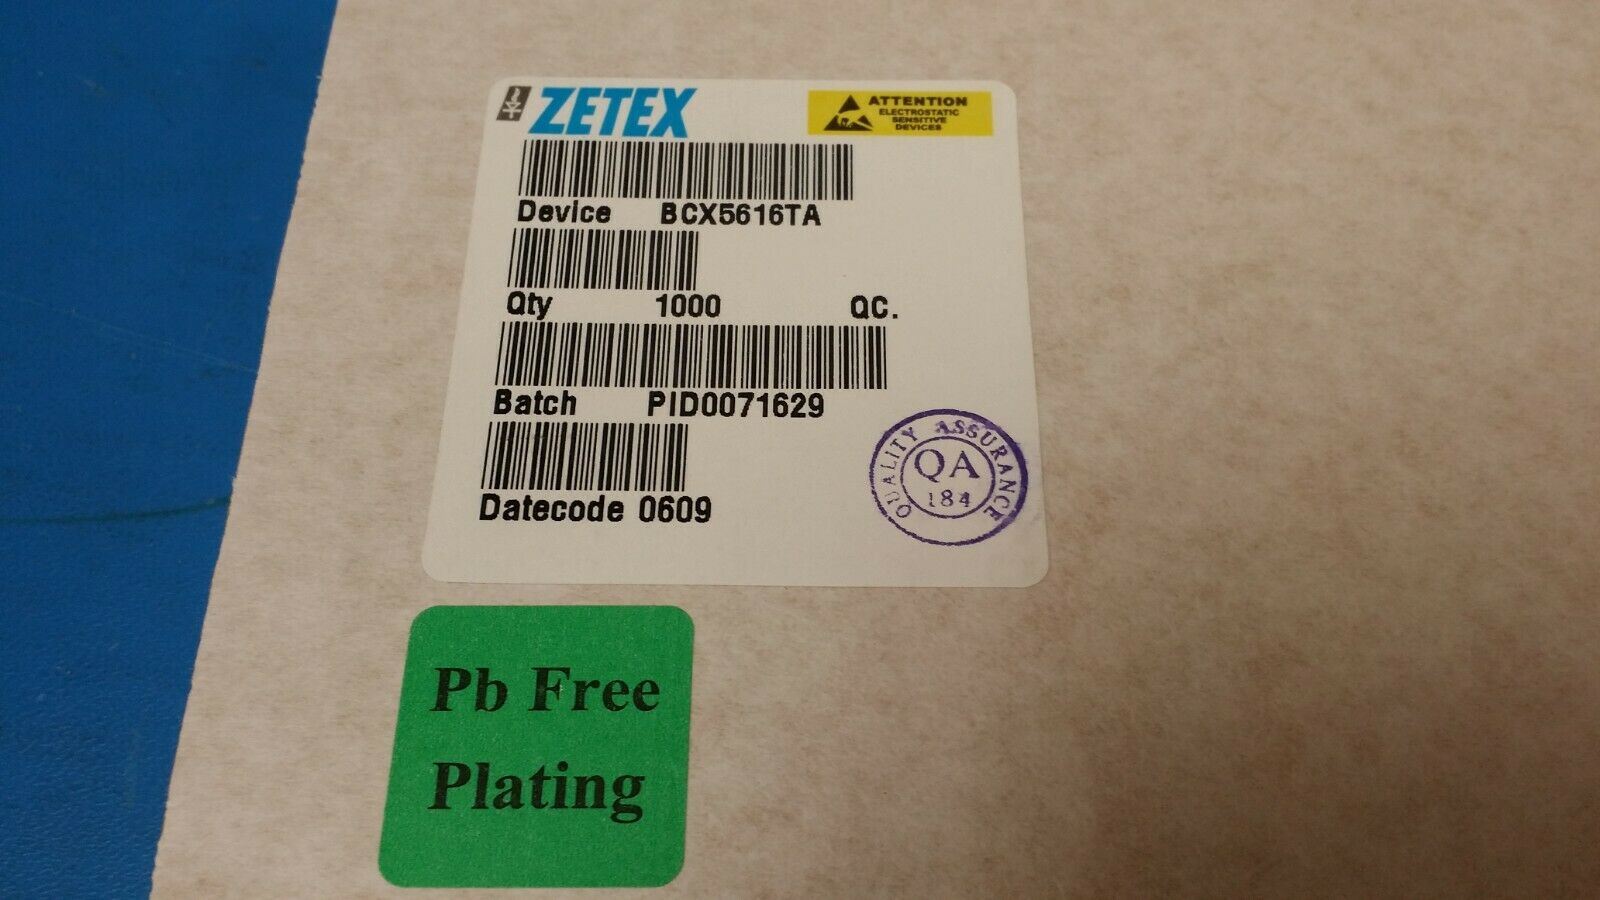 ZETEX
ATTENTION
ELECTROSTATIC
SENSITIVE
DEVICES
Device BCX5616TA
Qty 1000 QC.
Batch PID0071629
Datecode 0609
QUALITY ASSURANCE
QA
184
Pb Free
Plating